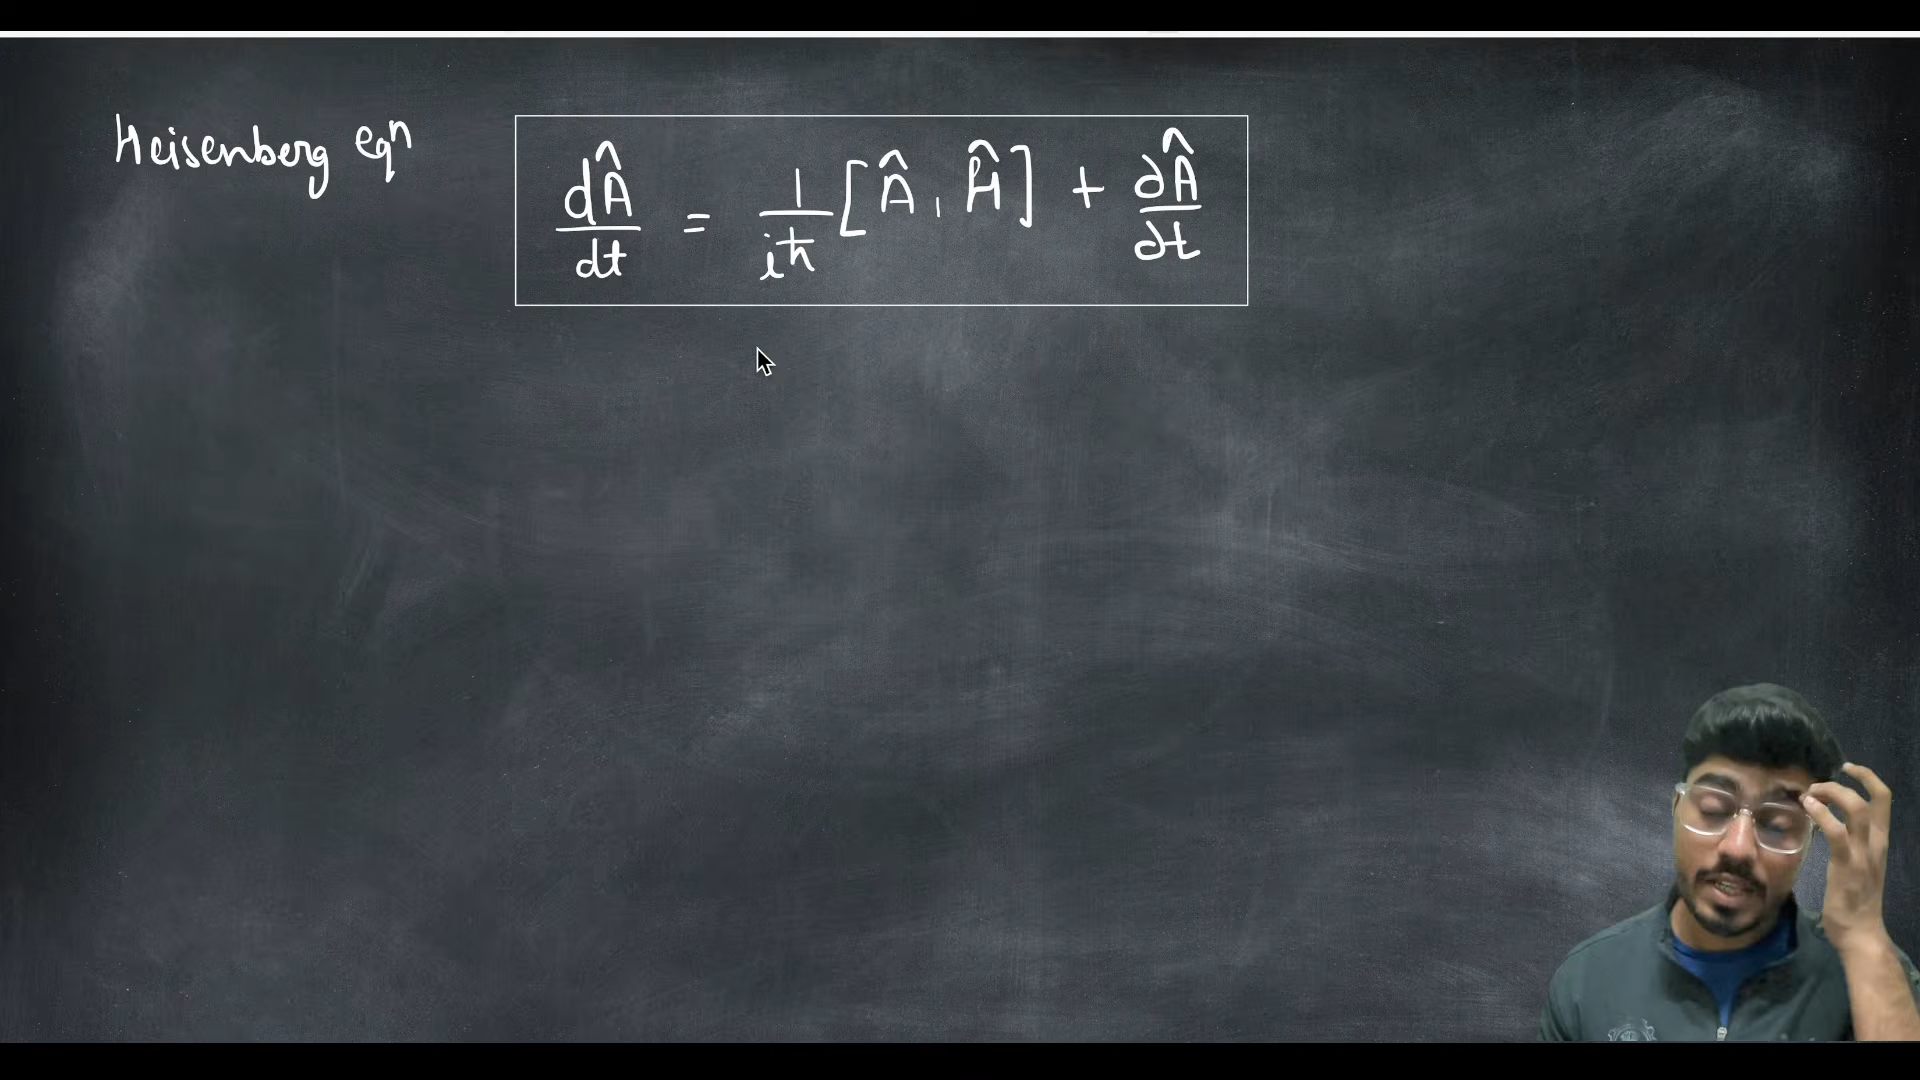 Heisenberg eqn
dÂ/dt = 1/iħ [Â, Ĥ] + ∂Â/∂t